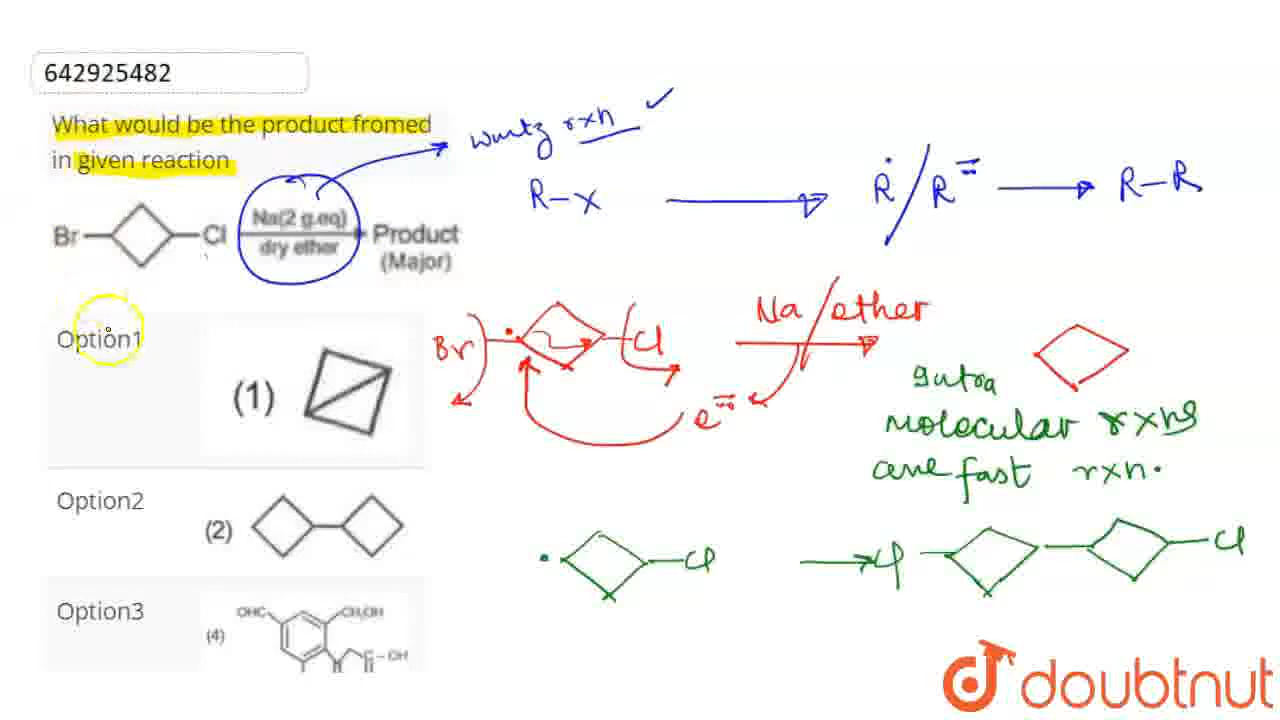 642925482
What would be the product fromed
in given reaction
wurtz rxn
R-X
Ṙ / R⁻
R-R
Br
Cl
Na(2 g.eq)
dry ether
Product
(Major)
Option1
(1)
Br
Cl
Na / ether
e⁻
Intra
molecular rxns
are fast rxn.
Option2
(2)
Cl
Cl
Cl
Option3
(4)
OHC
CH₂OH
C - OH
doubtnut